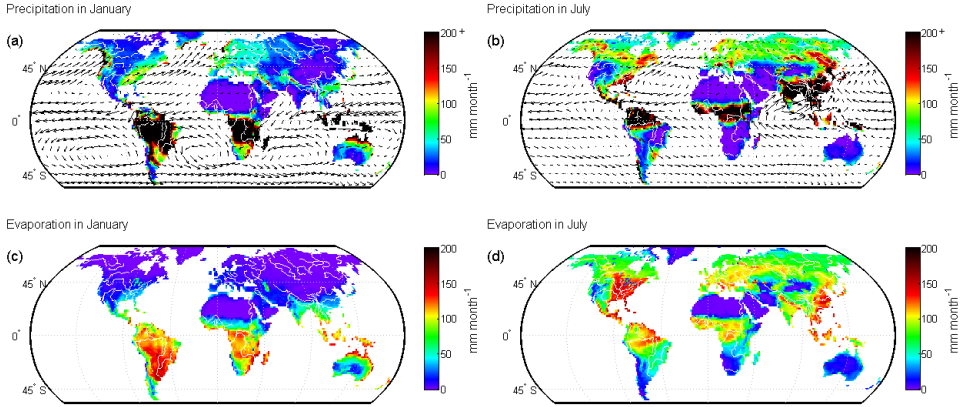 Precipitation in January
Precipitation in July
(a)
200 +
150
100
50
0
mm month-1
45° N
0°
45° S
(b)
200+
150
100
50
0
mm month-1
45° N
0°
45° S
Evaporation in January
Evaporation in July
(c)
200
150
100
50
0
mm month-1
45° N
0°
45° S
(d)
200
150
100
50
0
mm month-1
45° N
0°
45° S